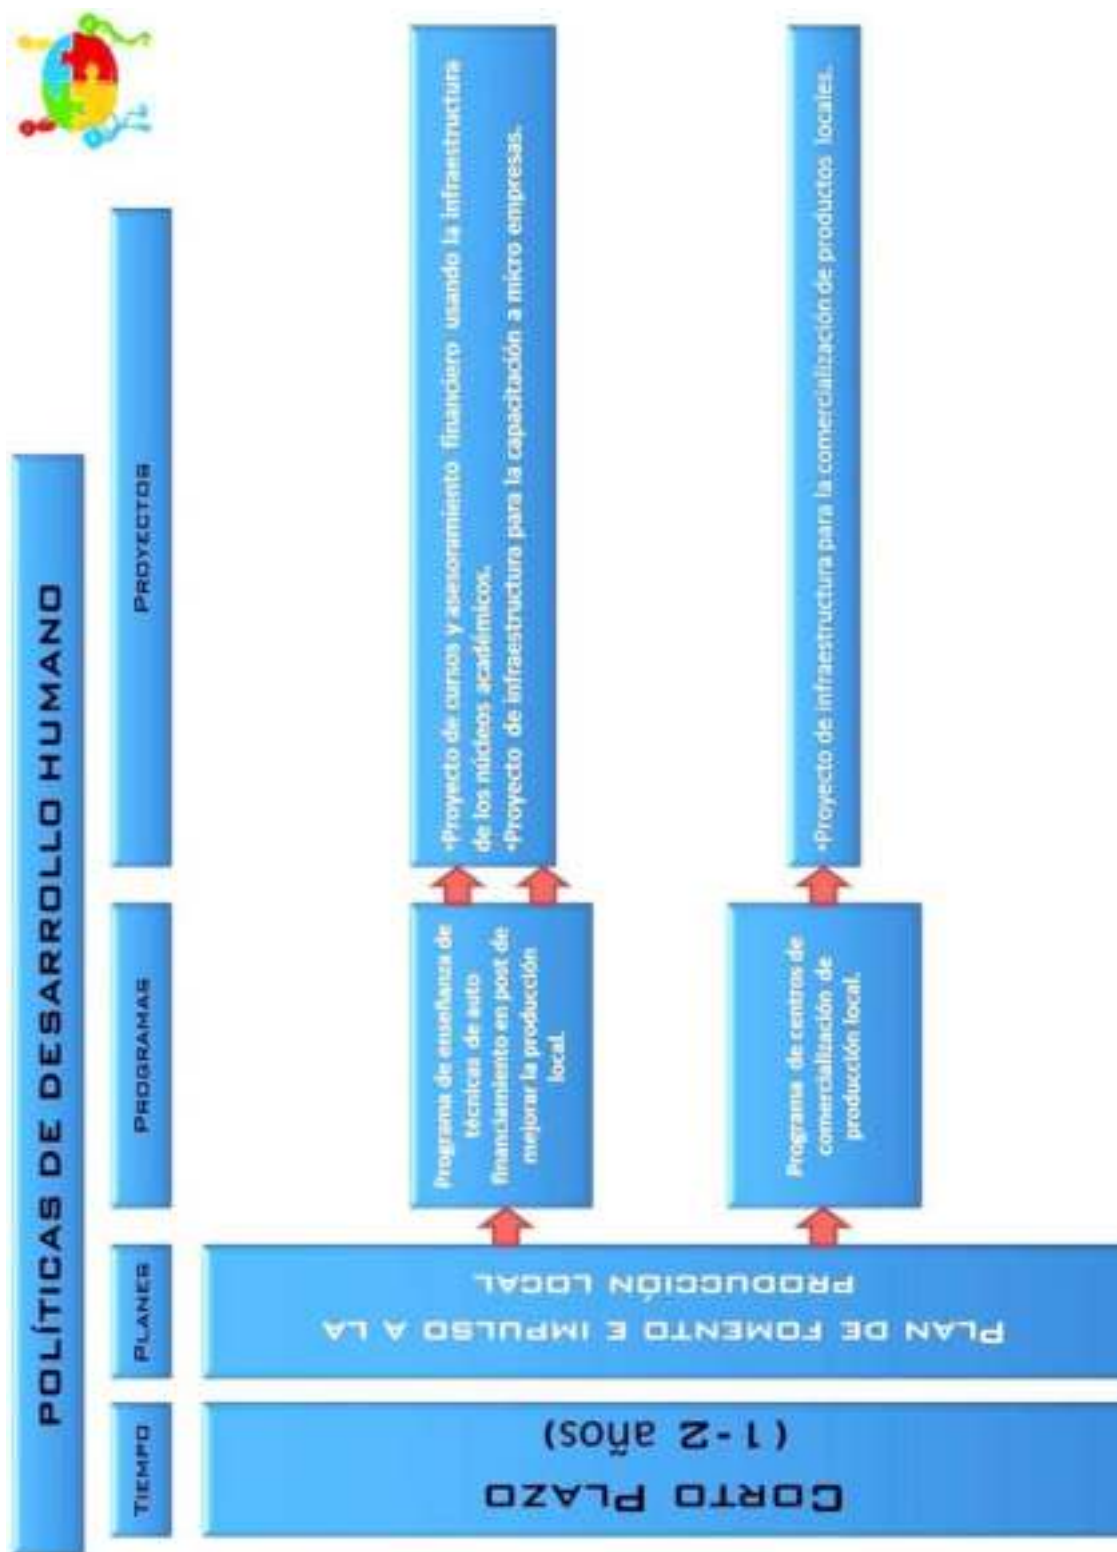 POLÍTICAS DE DESARROLLO HUMANO
TIEMPO
PLANES
PROGRAMAS
PROYECTOS
CORTO PLAZO
(1-2 años)
PLAN DE FOMENTO E IMPULSO A LA
PRODUCCIÓN LOCAL
Programa de enseñanza de
técnicas de auto
financiamiento en post de
mejorar la producción
local.
•Proyecto de cursos y asesoramiento financiero usando la infraestructura
de los núcleos académicos.
•Proyecto de infraestructura para la capacitación a micro empresas.
Programa de centros de
comercialización de
producción local.
•Proyecto de infraestructura para la comercialización de productos locales.